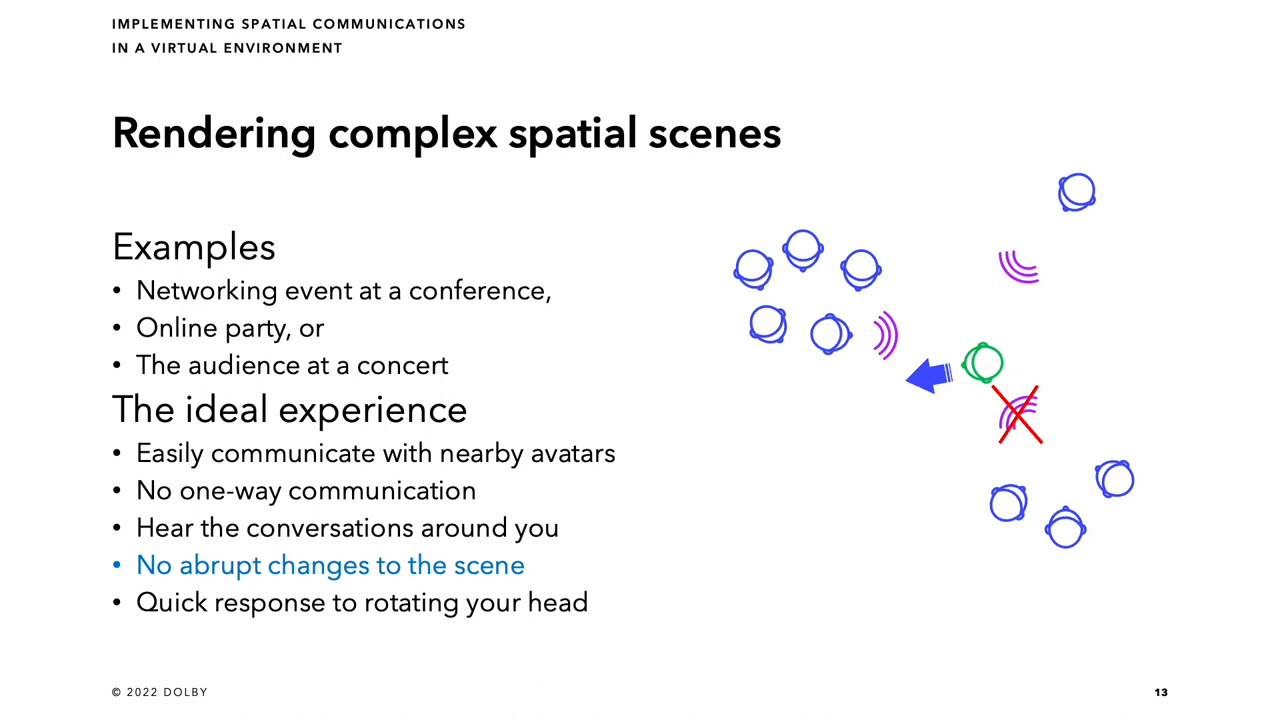 IMPLEMENTING SPATIAL COMMUNICATIONS
IN A VIRTUAL ENVIRONMENT
Rendering complex spatial scenes
Examples
• Networking event at a conference,
• Online party, or
• The audience at a concert
The ideal experience
• Easily communicate with nearby avatars
• No one-way communication
• Hear the conversations around you
• No abrupt changes to the scene
• Quick response to rotating your head
© 2022 DOLBY
13